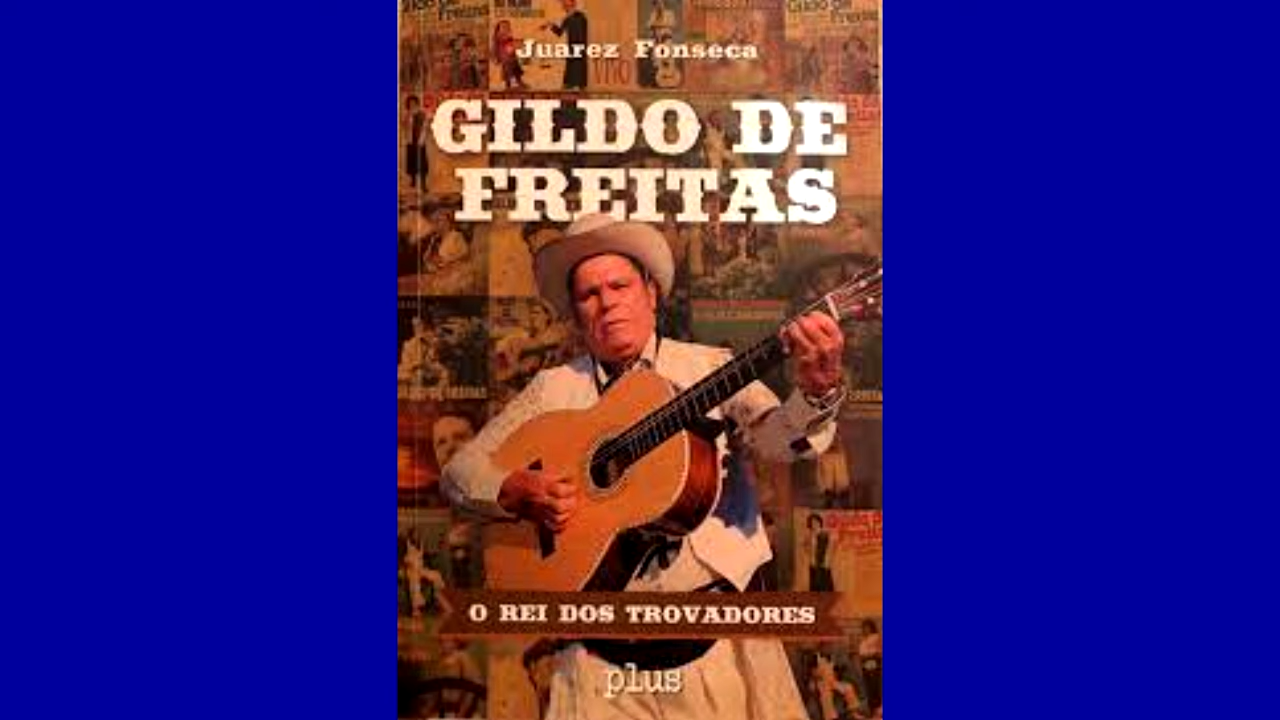 Juarez Fonseca
GILDO DE
FREITAS
O REI DOS TROVADORES
plus